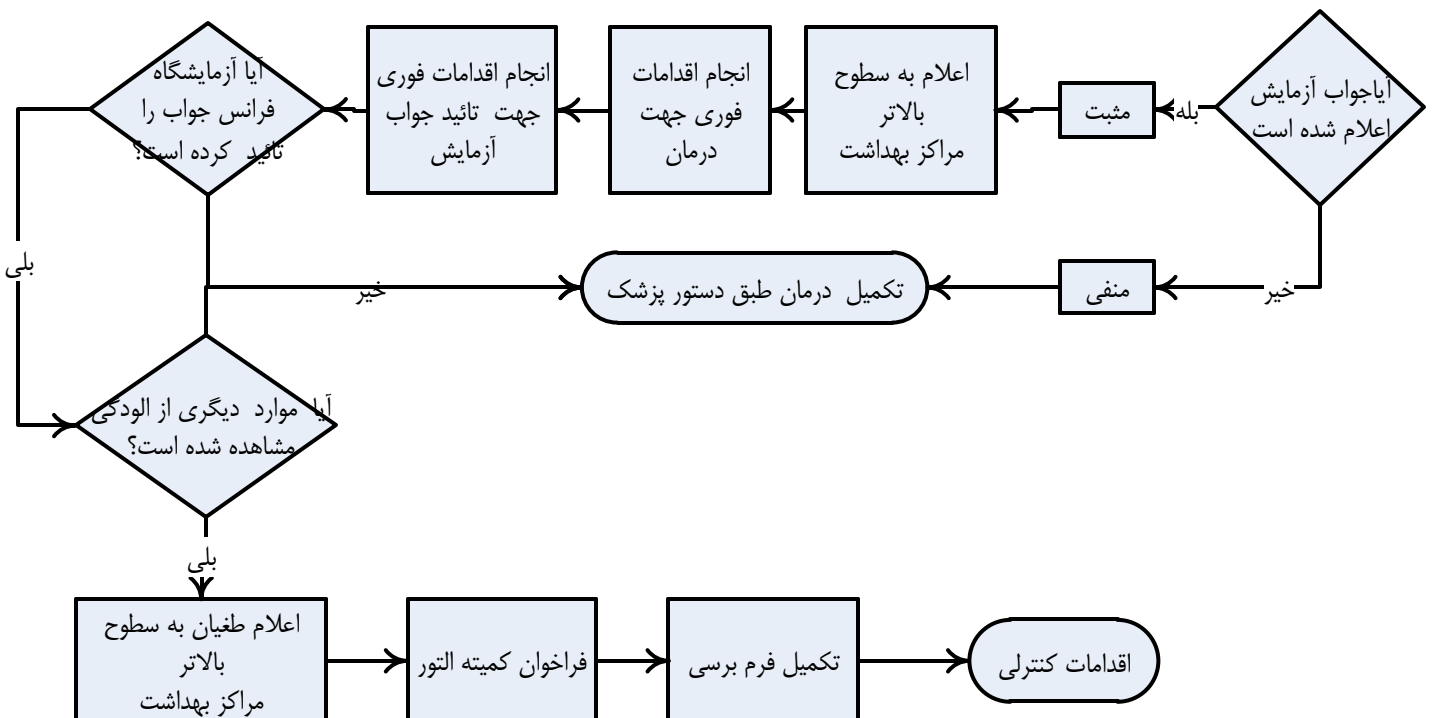 آیاجواب آزمایش
اعلام شده است
بله
مثبت
اعلام به سطوح
بالاتر
مراکز بهداشت
انجام اقدامات
فوری جهت
درمان
انجام اقدامات فوری
جهت تائید جواب
آزمایش
آیا آزمایشگاه
فرانس جواب را
تائید کرده است؟
خیر
منفی
تکمیل درمان طبق دستور پزشک
خیر
بلی
آیا موارد دیگری از الودگی
مشاهده شده است؟
بلی
اعلام طغیان به سطوح
بالاتر
مراکز بهداشت
فراخوان کمیته التور
تکمیل فرم برسی
اقدامات کنترلی